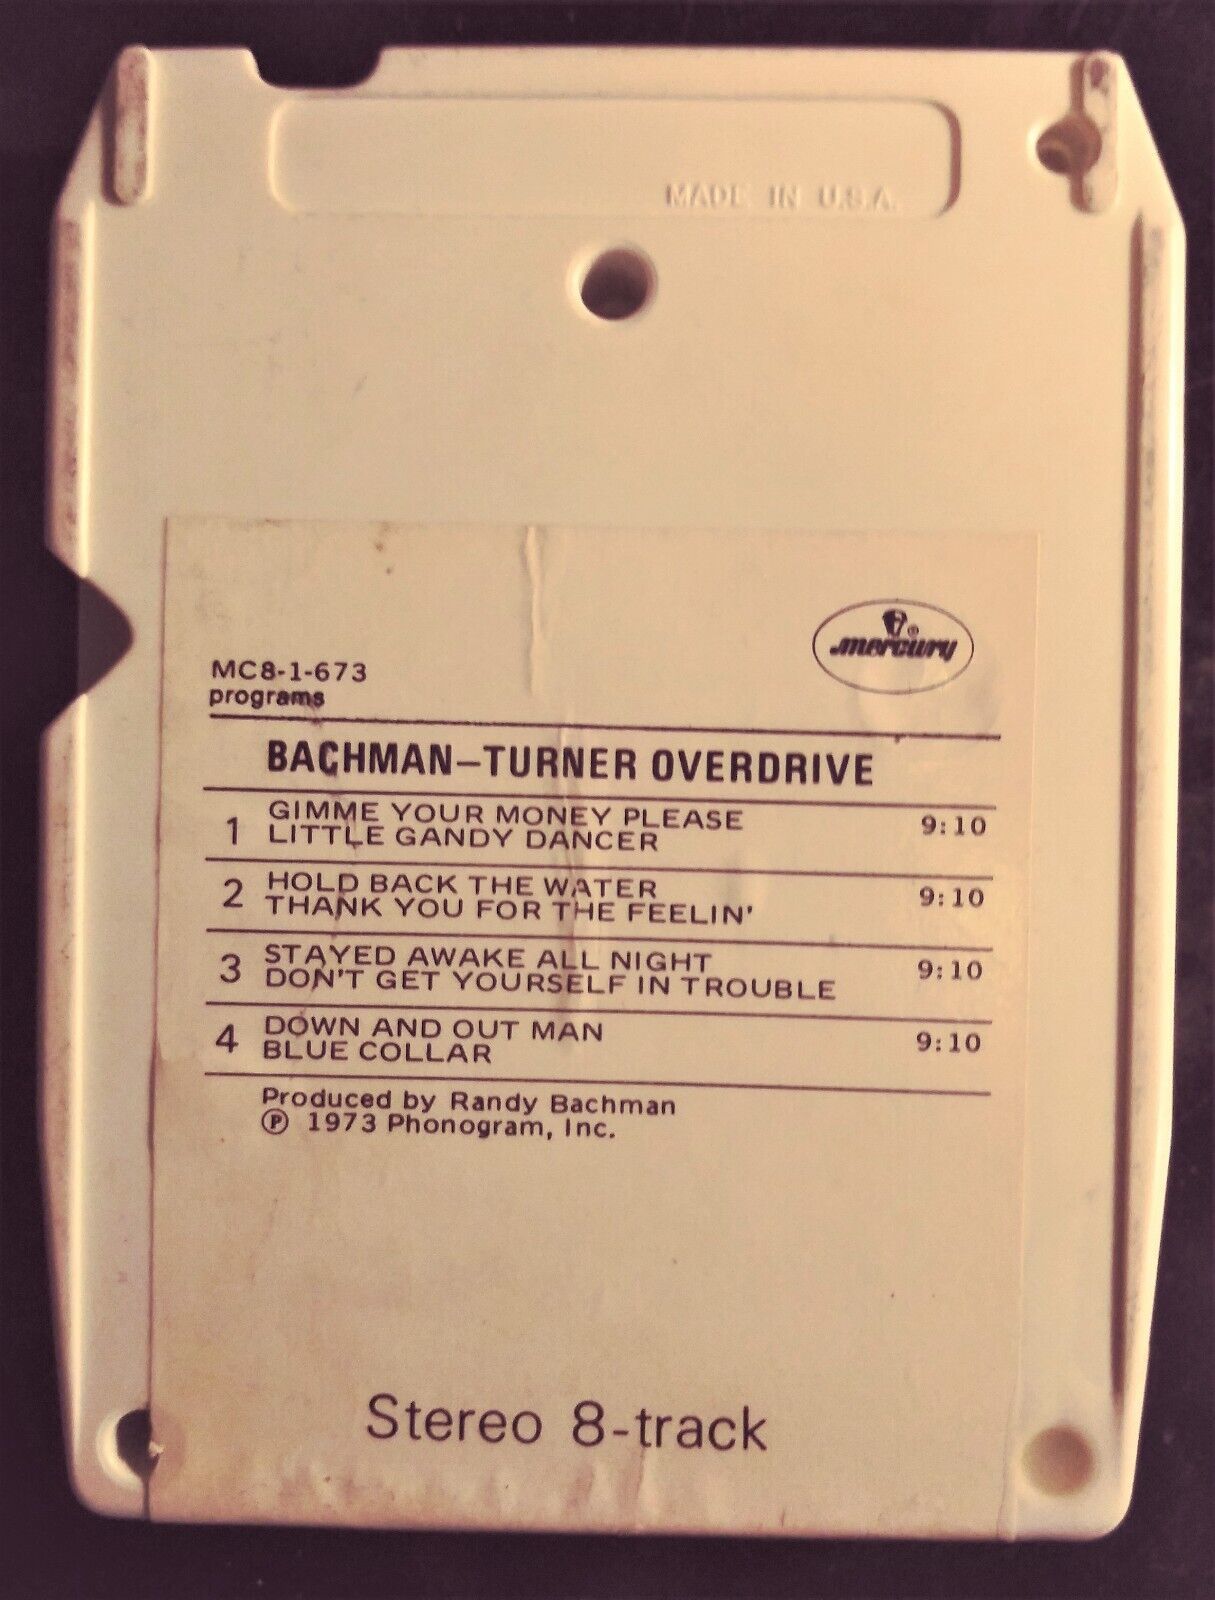 MADE IN U.S.A.
mercury®
MC8-1-673
programs
BACHMAN–TURNER OVERDRIVE
1 GIMME YOUR MONEY PLEASE 9:10
LITTLE GANDY DANCER
2 HOLD BACK THE WATER 9:10
THANK YOU FOR THE FEELIN'
3 STAYED AWAKE ALL NIGHT 9:10
DON'T GET YOURSELF IN TROUBLE
4 DOWN AND OUT MAN 9:10
BLUE COLLAR
Produced by Randy Bachman
℗ 1973 Phonogram, Inc.
Stereo 8-track